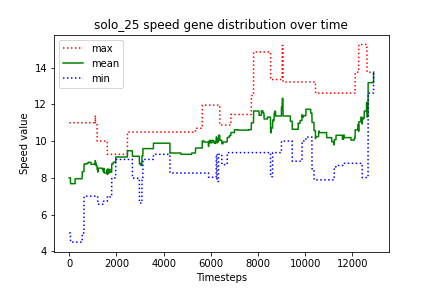 solo_25 speed gene distribution over time
max
mean
min
Speed value
14
12
10
8
6
4
0 2000 4000 6000 8000 10000 12000
Timesteps